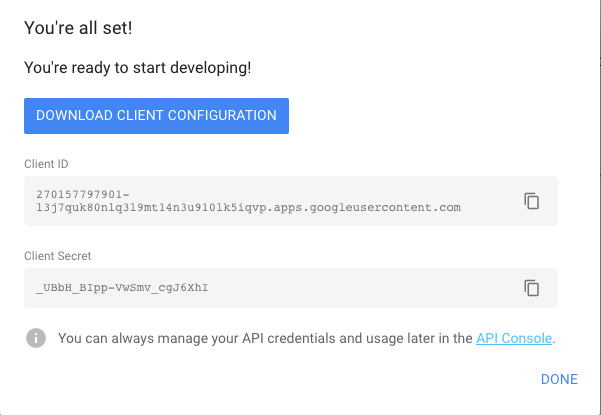 You're all set!
You're ready to start developing!
DOWNLOAD CLIENT CONFIGURATION
Client ID
270157797901-
l3j7quk80nlq3l9mt14n3u910lk5iqvp.apps.googleusercontent.com
Client Secret
_UBbH_BIpp-VwSmv_cgJ6XhI
You can always manage your API credentials and usage later in the API Console.
DONE